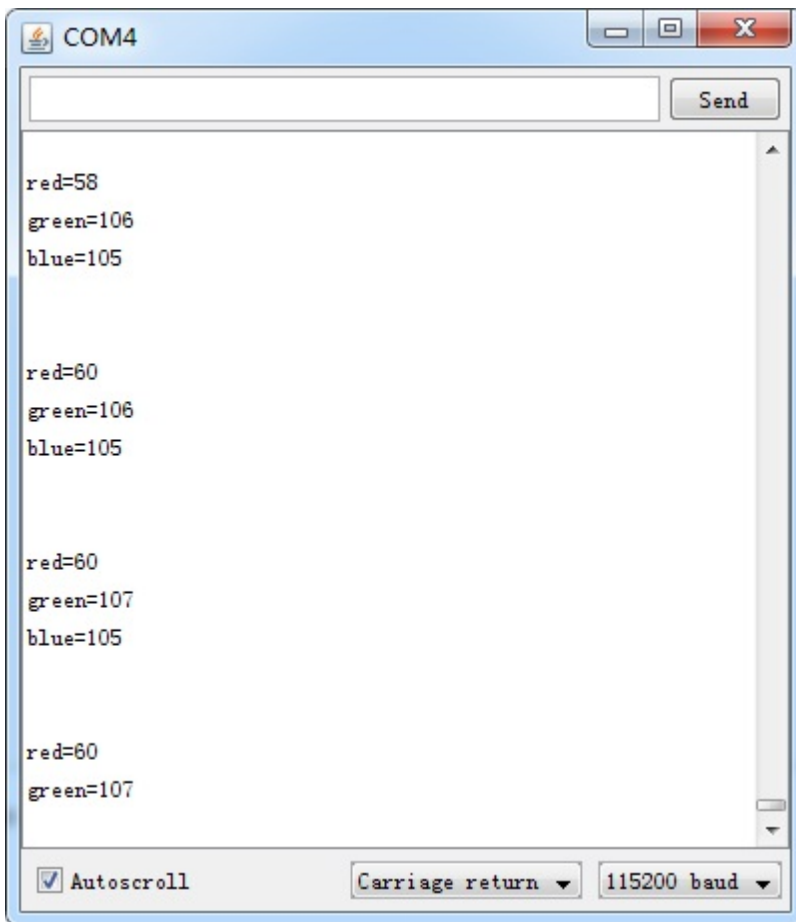 COM4
Send
red=58
green=106
blue=105
red=60
green=106
blue=105
red=60
green=107
blue=105
red=60
green=107
Autoscroll
Carriage return
115200 baud